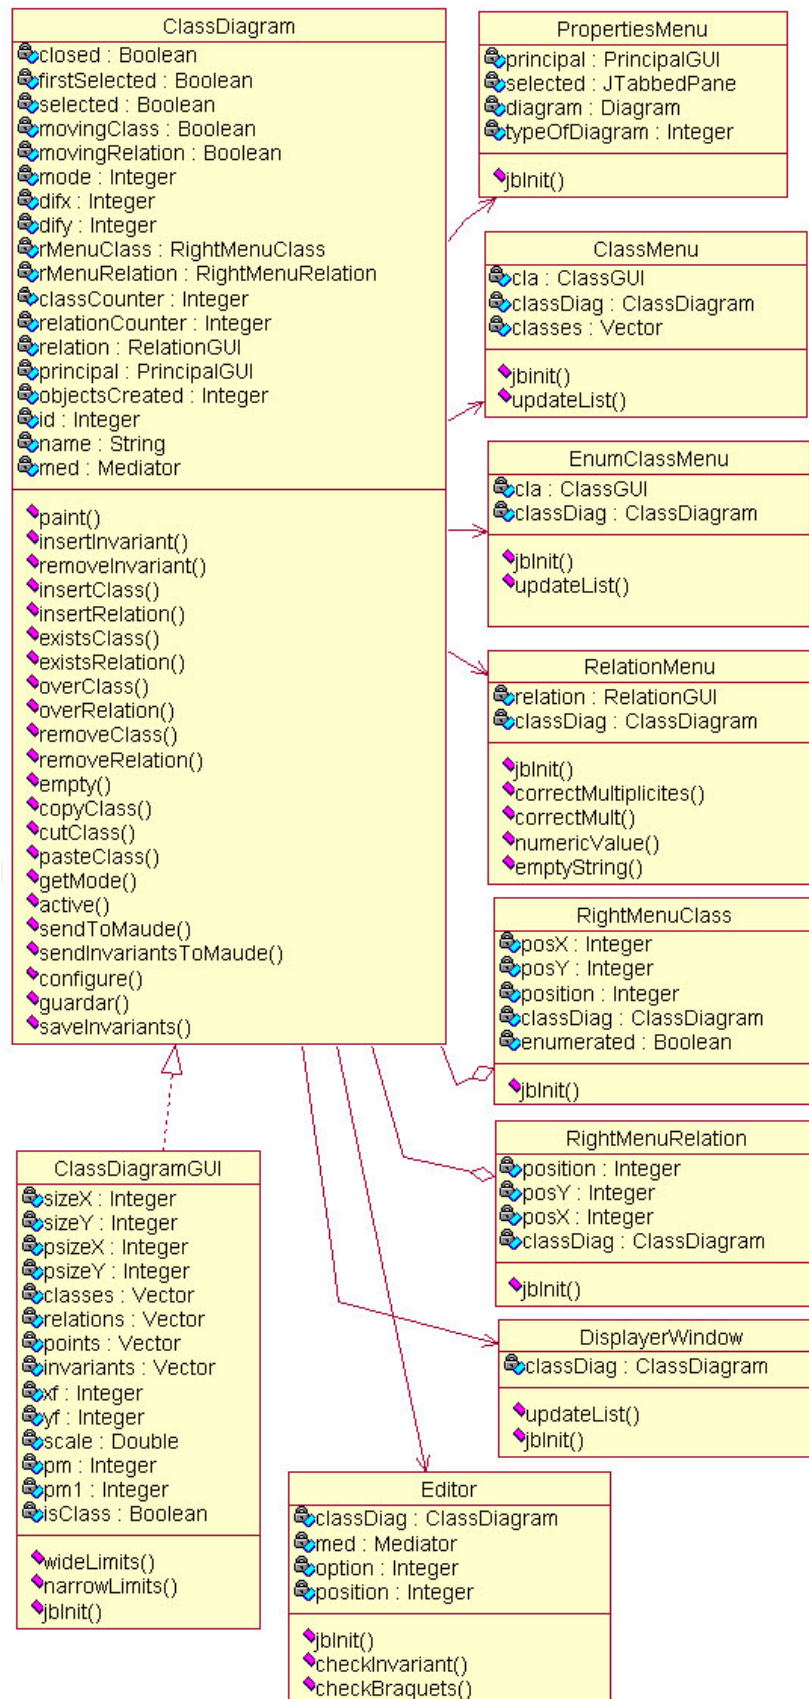 ClassDiagram
closed : Boolean
firstSelected : Boolean
selected : Boolean
movingClass : Boolean
movingRelation : Boolean
mode : Integer
difx : Integer
dify : Integer
rMenuClass : RightMenuClass
rMenuRelation : RightMenuRelation
classCounter : Integer
relationCounter : Integer
relation : RelationGUI
principal : PrincipalGUI
objectsCreated : Integer
id : Integer
name : String
med : Mediator
paint()
insertInvariant()
removeInvariant()
insertClass()
insertRelation()
existsClass()
existsRelation()
overClass()
overRelation()
removeClass()
removeRelation()
empty()
copyClass()
cutClass()
pasteClass()
getMode()
active()
sendToMaude()
sendInvariantsToMaude()
configure()
guardar()
saveInvariants()
PropertiesMenu
principal : PrincipalGUI
selected : JTabbedPane
diagram : Diagram
typeOfDiagram : Integer
jbInit()
ClassMenu
cla : ClassGUI
classDiag : ClassDiagram
classes : Vector
jbinit()
updateList()
EnumClassMenu
cla : ClassGUI
classDiag : ClassDiagram
jbInit()
updateList()
RelationMenu
relation : RelationGUI
classDiag : ClassDiagram
jbInit()
correctMultiplicites()
correctMult()
numericValue()
emptyString()
RightMenuClass
posX : Integer
posY : Integer
position : Integer
classDiag : ClassDiagram
enumerated : Boolean
jbInit()
RightMenuRelation
position : Integer
posY : Integer
posX : Integer
classDiag : ClassDiagram
jbInit()
DisplayerWindow
classDiag : ClassDiagram
updateList()
jbInit()
ClassDiagramGUI
sizeX : Integer
sizeY : Integer
psizeX : Integer
psizeY : Integer
classes : Vector
relations : Vector
points : Vector
invariants : Vector
xf : Integer
yf : Integer
scale : Double
pm : Integer
pm1 : Integer
isClass : Boolean
wideLimits()
narrowLimits()
jbInit()
Editor
classDiag : ClassDiagram
med : Mediator
option : Integer
position : Integer
jbInit()
checkInvariant()
checkBraquets()